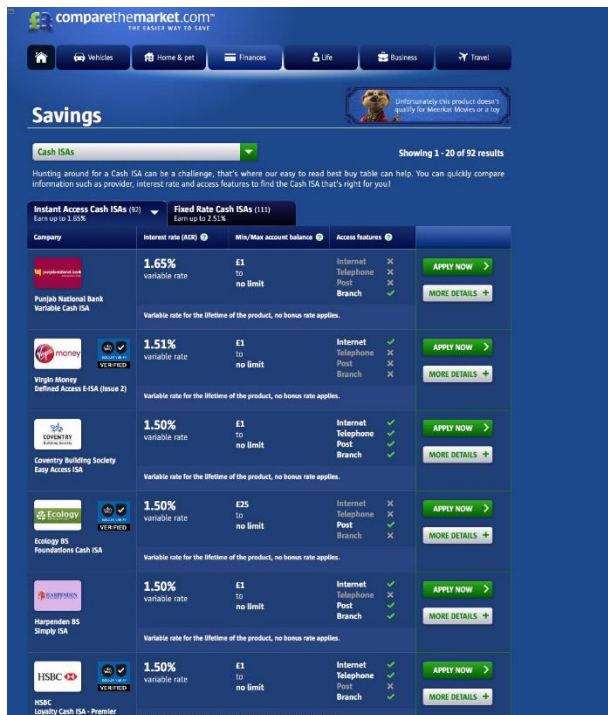 comparethemarket.com™
THE EASIER WAY TO SAVE
Vehicles
Home & pet
Finances
Life
Business
Travel
Savings
Unfortunately this product doesn't
qualify for Meerkat Movies or a toy
Cash ISAs
Showing 1 - 20 of 92 results
Hunting around for a Cash ISA can be a challenge, that's where our easy to read best buy table can help. You can quickly compare
information such as provider, interest rate and access features to find the Cash ISA that's right for you!
Instant Access Cash ISAs (92)
Earn up to 1.65%
Fixed Rate Cash ISAs (111)
Earn up to 2.51%
Company
Interest rate (AER) ?
Min/Max account balance ?
Access features ?
punjab national bank
Punjab National Bank
Variable Cash ISA
1.65%
variable rate
£1
to
no limit
Internet
Telephone
Post
Branch
APPLY NOW
MORE DETAILS +
Variable rate for the lifetime of the product, no bonus rate applies.
Virgin money
VERIFIED
Virgin Money
Defined Access E-ISA (Issue 2)
1.51%
variable rate
£1
to
no limit
Internet
Telephone
Post
Branch
APPLY NOW
MORE DETAILS +
Variable rate for the lifetime of the product, no bonus rate applies.
COVENTRY
Building Society
Coventry Building Society
Easy Access ISA
1.50%
variable rate
£1
to
no limit
Internet
Telephone
Post
Branch
APPLY NOW
MORE DETAILS +
Variable rate for the lifetime of the product, no bonus rate applies.
Ecology
VERIFIED
Ecology BS
Foundations Cash ISA
1.50%
variable rate
£25
to
no limit
Internet
Telephone
Post
Branch
APPLY NOW
MORE DETAILS +
Variable rate for the lifetime of the product, no bonus rate applies.
HARPENDEN
Harpenden BS
Simply ISA
1.50%
variable rate
£1
to
no limit
Internet
Telephone
Post
Branch
APPLY NOW
MORE DETAILS +
Variable rate for the lifetime of the product, no bonus rate applies.
HSBC
VERIFIED
HSBC
Loyalty Cash ISA - Premier
1.50%
variable rate
£1
to
no limit
Internet
Telephone
Post
Branch
APPLY NOW
MORE DETAILS +